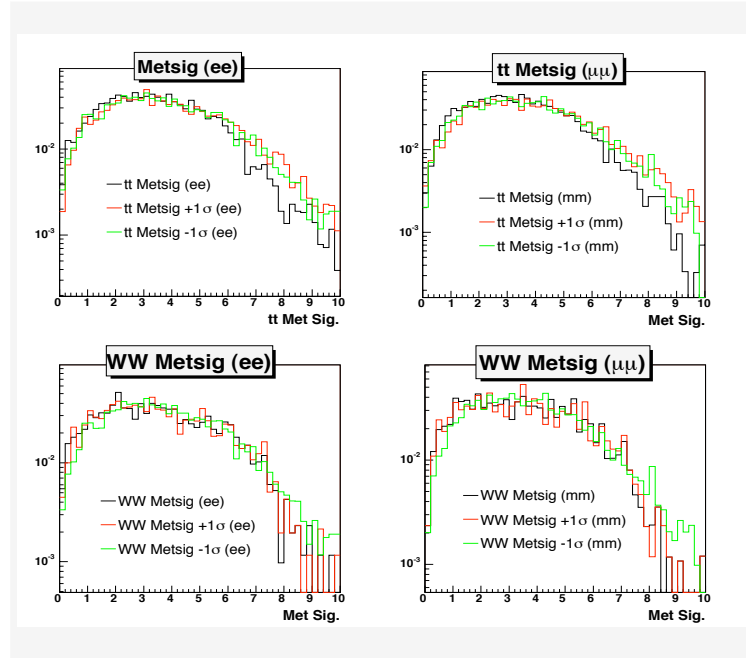 Metsig (ee)
10⁻²
10⁻³
tt Metsig (ee)
tt Metsig +1σ (ee)
tt Metsig -1σ (ee)
0 1 2 3 4 5 6 7 8 9 10
tt Met Sig.
tt Metsig (μμ)
10⁻²
10⁻³
tt Metsig (mm)
tt Metsig +1σ (mm)
tt Metsig -1σ (mm)
0 1 2 3 4 5 6 7 8 9 10
Met Sig.
WW Metsig (ee)
10⁻²
10⁻³
WW Metsig (ee)
WW Metsig +1σ (ee)
WW Metsig -1σ (ee)
0 1 2 3 4 5 6 7 8 9 10
Met Sig.
WW Metsig (μμ)
10⁻²
10⁻³
WW Metsig (mm)
WW Metsig +1σ (mm)
WW Metsig -1σ (mm)
0 1 2 3 4 5 6 7 8 9 10
Met Sig.